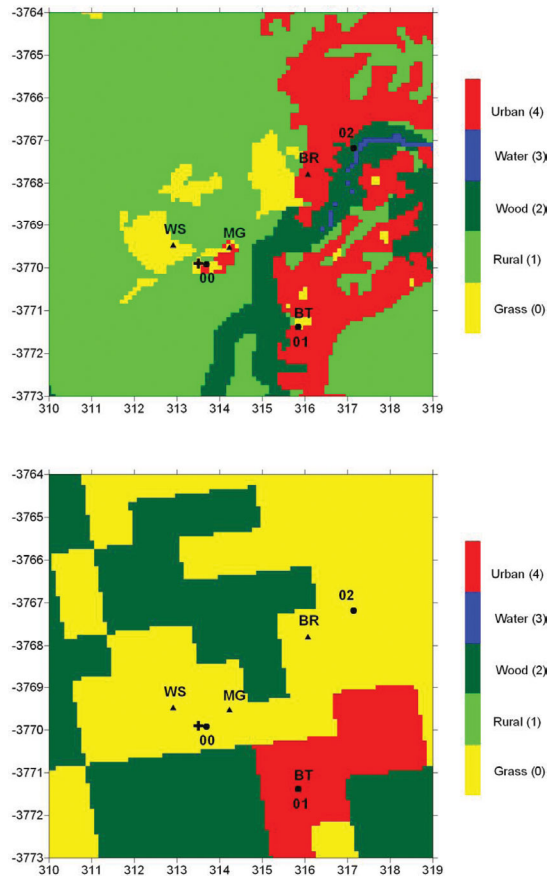 -3764
-3765
-3766
-3767
-3768
-3769
-3770
-3771
-3772
-3773
310 311 312 313 314 315 316 317 318 319
02
BR
WS
MG
00
BT
01
Urban (4)
Water (3)
Wood (2)
Rural (1)
Grass (0)
-3764
-3765
-3766
-3767
-3768
-3769
-3770
-3771
-3772
-3773
310 311 312 313 314 315 316 317 318 319
02
BR
WS
MG
00
BT
01
Urban (4)
Water (3)
Wood (2)
Rural (1)
Grass (0)